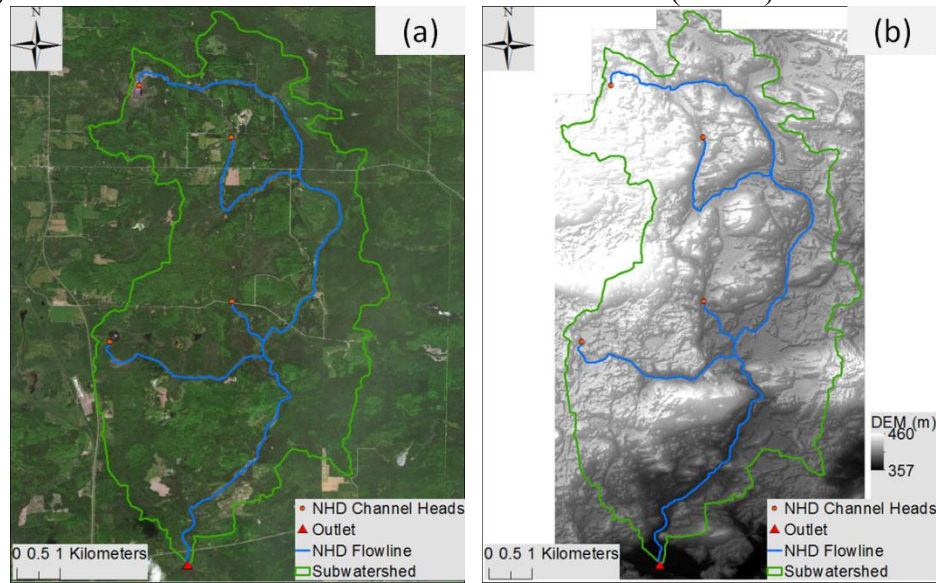 N
(a)
NHD Channel Heads
Outlet
NHD Flowline
Subwatershed
0 0.5 1 Kilometers
N
(b)
DEM (m)
460
357
NHD Channel Heads
Outlet
NHD Flowline
Subwatershed
0 0.5 1 Kilometers